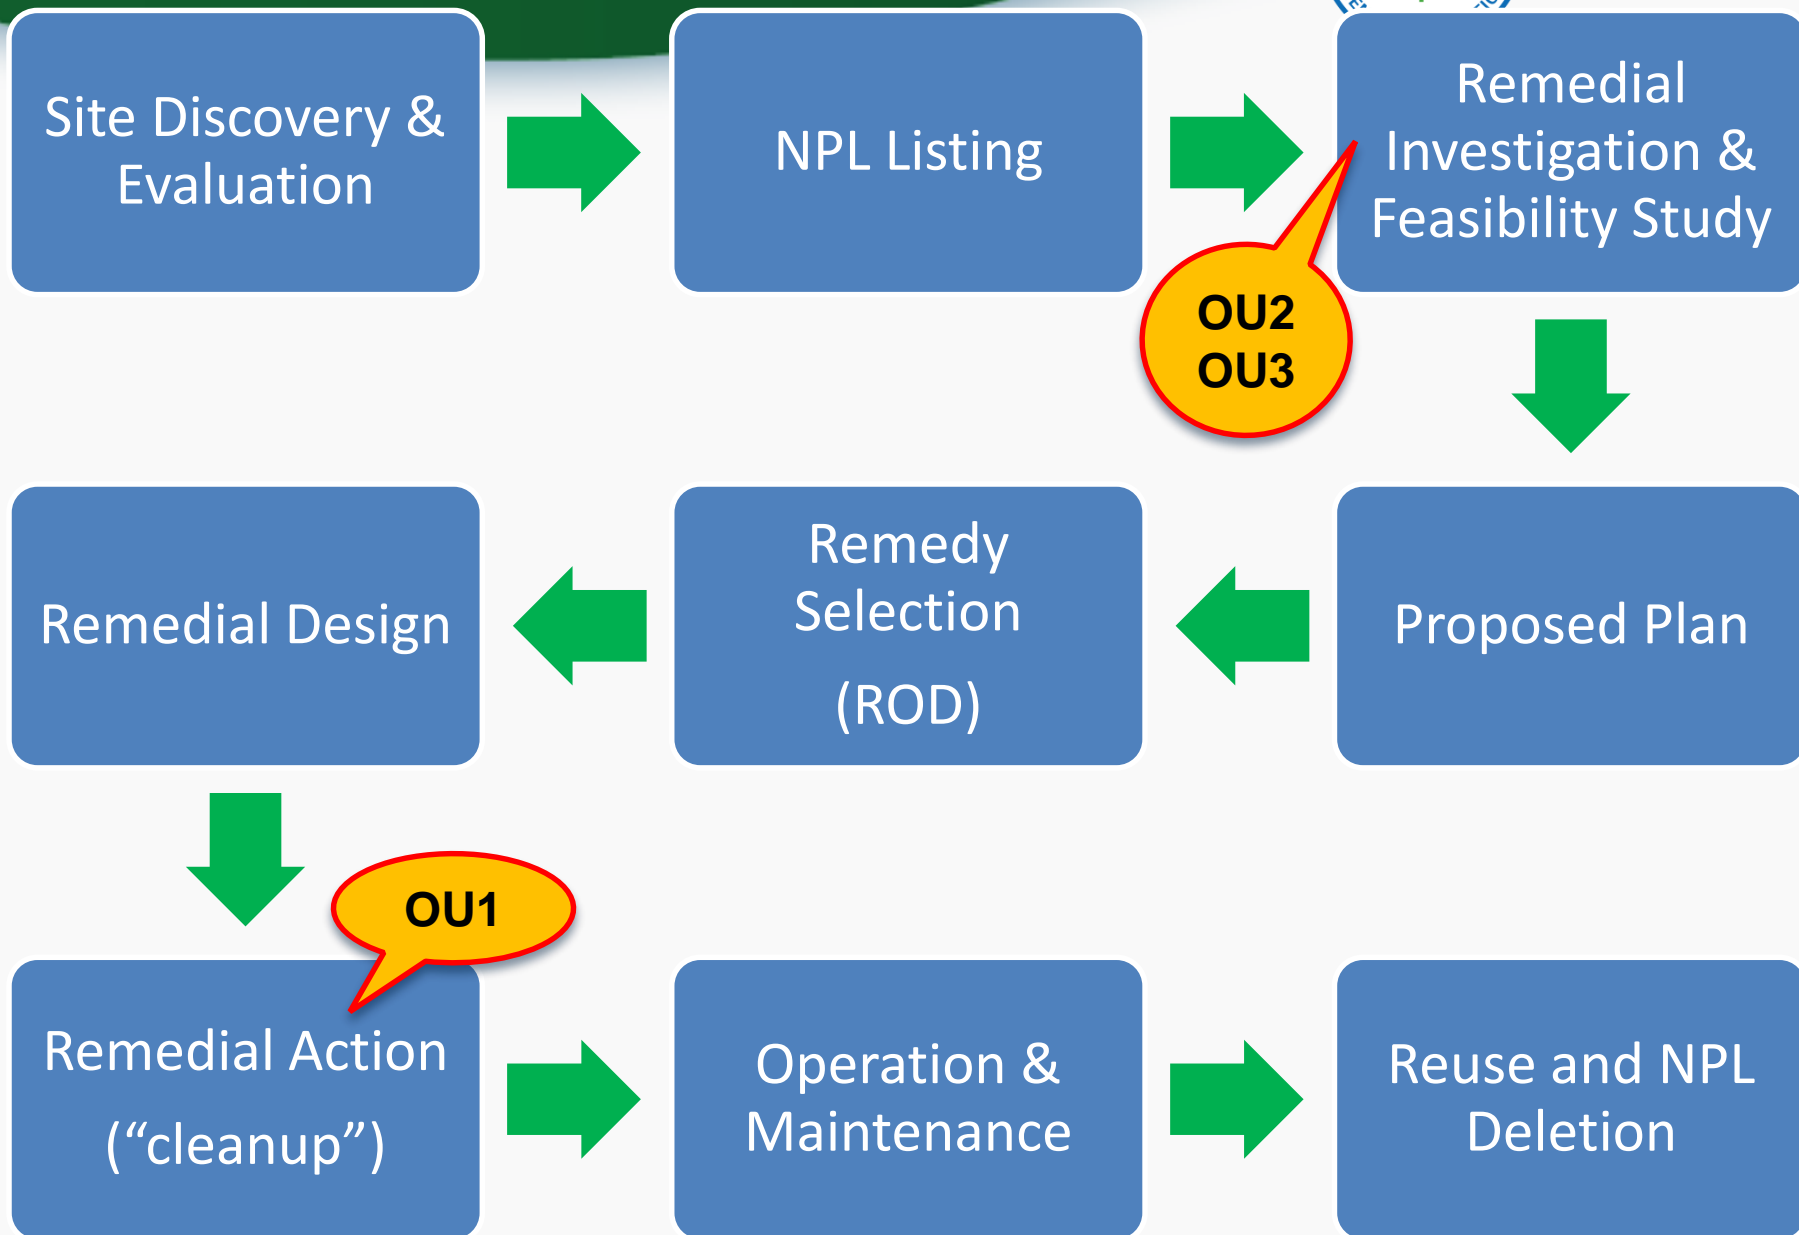 Site Discovery &
Evaluation
NPL Listing
Remedial
Investigation &
Feasibility Study
OU2
OU3
Proposed Plan
Remedy
Selection
(ROD)
Remedial Design
OU1
Remedial Action
(“cleanup”)
Operation &
Maintenance
Reuse and NPL
Deletion